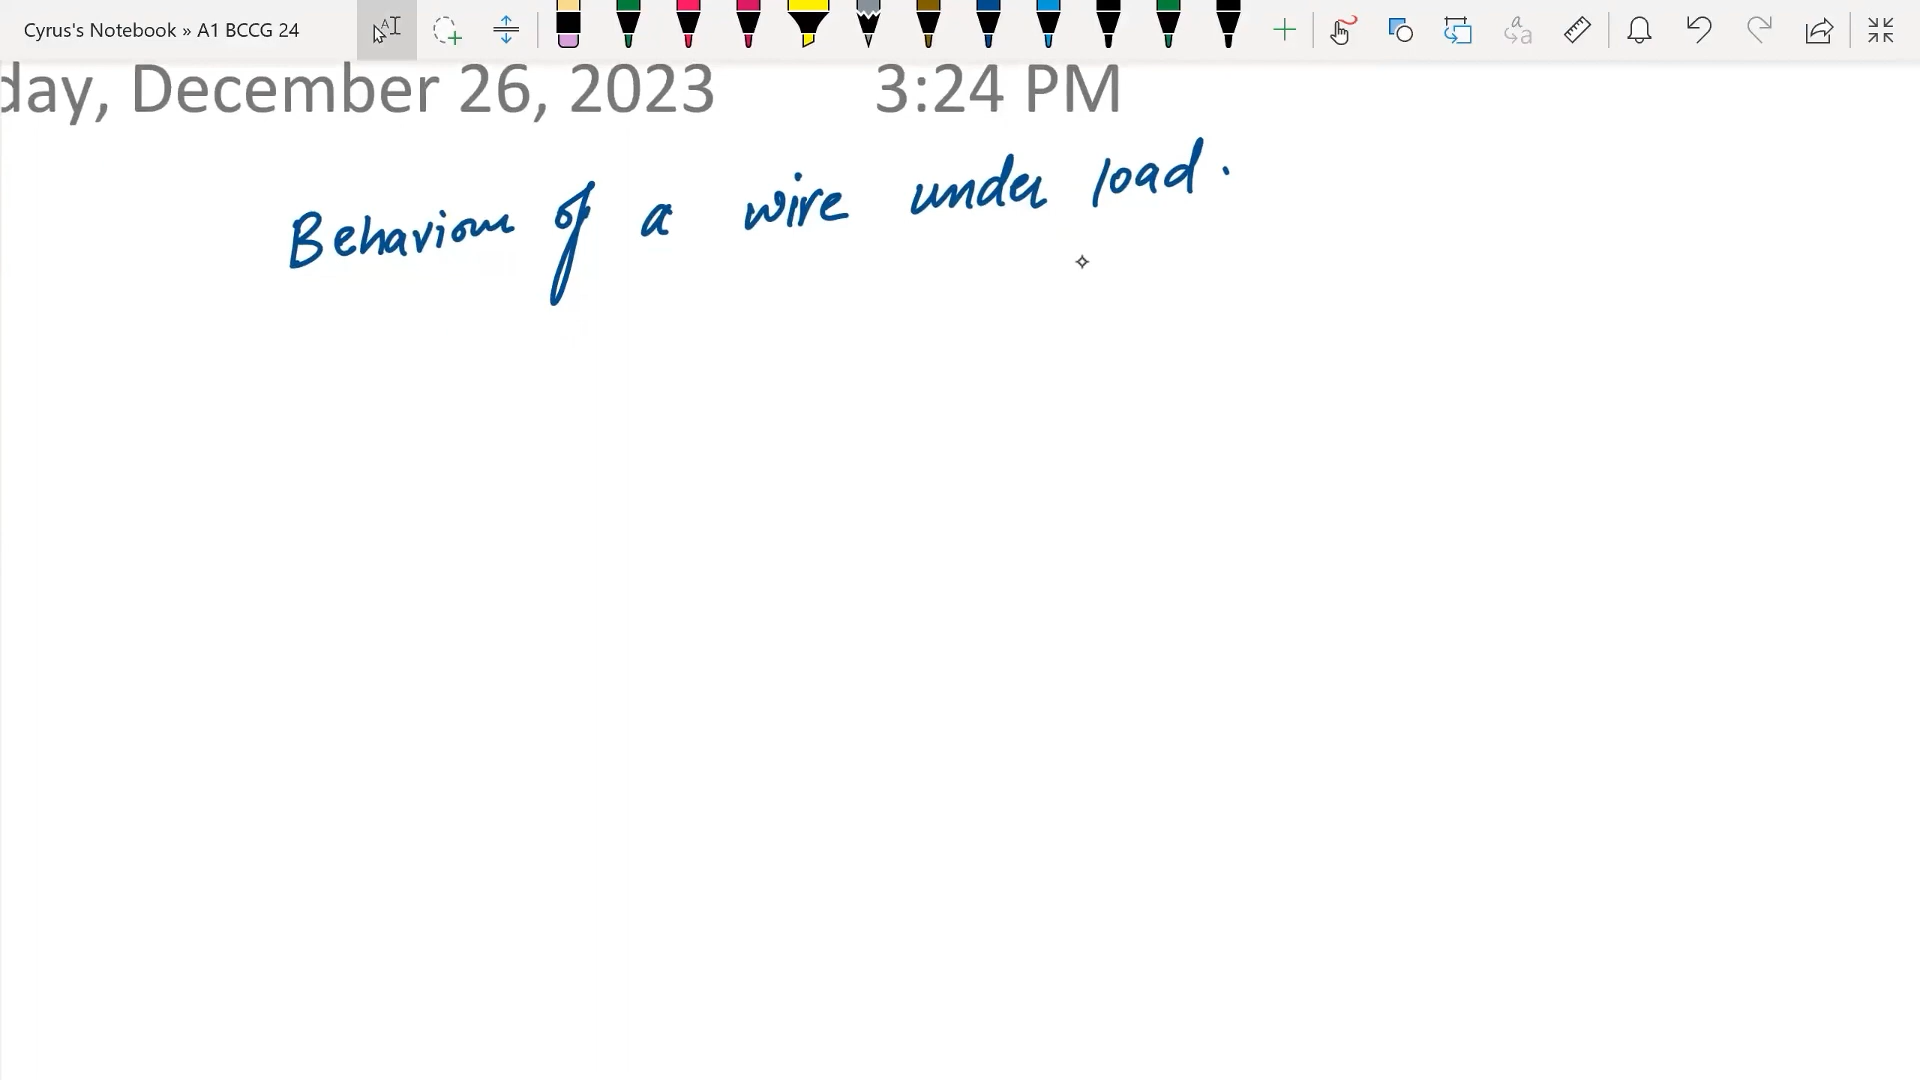 Cyrus's Notebook » A1 BCCG 24
day, December 26, 2023 3:24 PM
Behaviour of a wire under load.